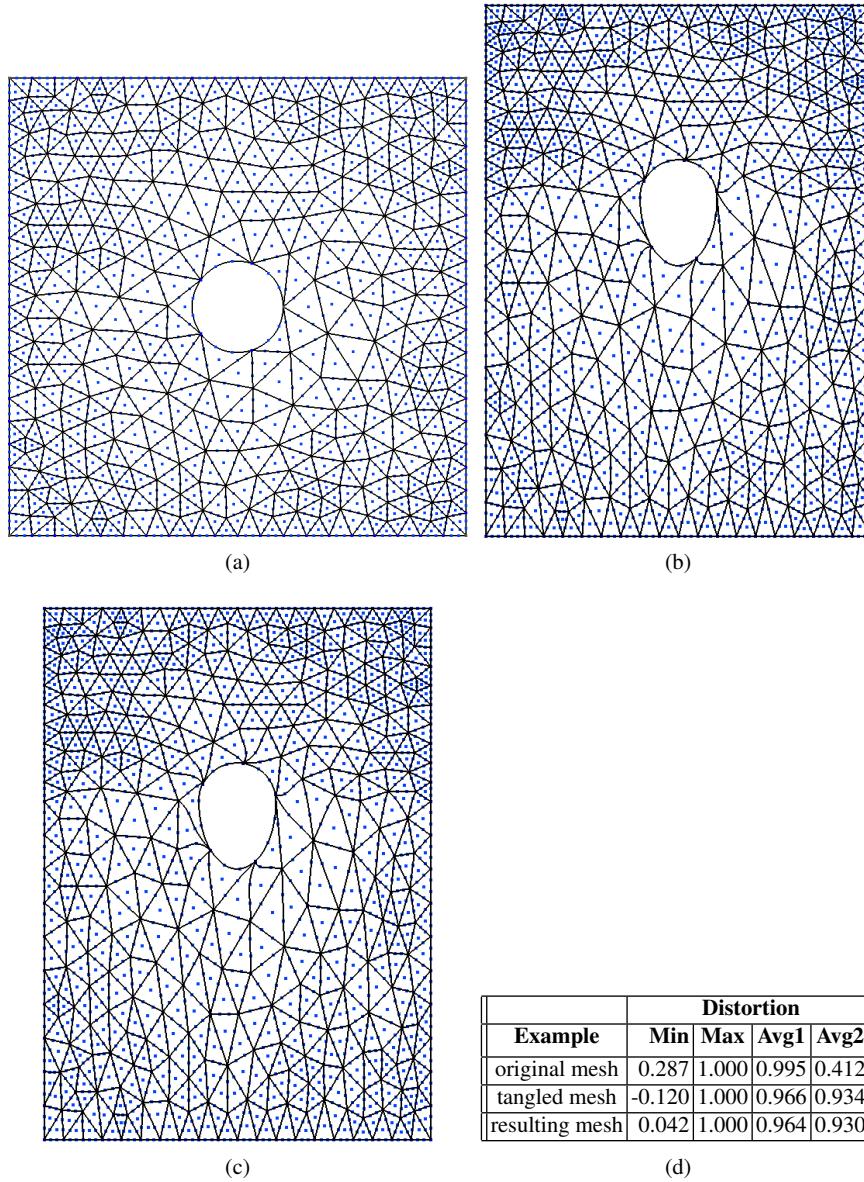 (a)
(b)
(c)
Distortion
Example Min Max Avg1 Avg2
original mesh 0.287 1.000 0.995 0.412
tangled mesh -0.120 1.000 0.966 0.934
resulting mesh 0.042 1.000 0.964 0.930
(d)